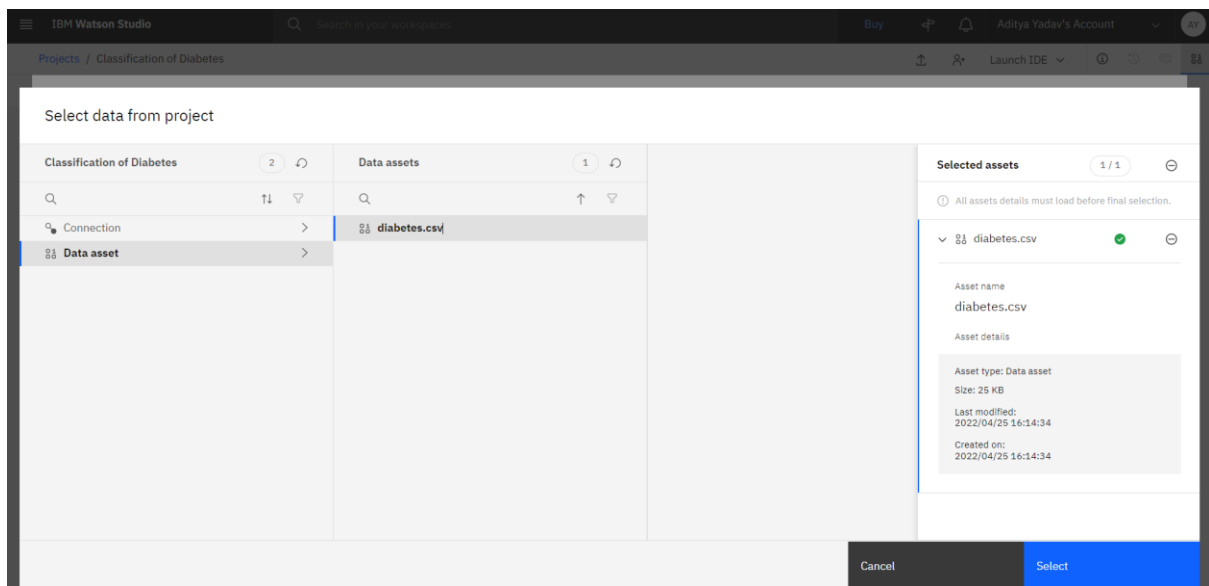 IBM Watson Studio
Search in your workspaces
Buy
Aditya Yadav's Account
AY
Projects / Classification of Diabetes
Launch IDE
Select data from project
Classification of Diabetes
2
Data assets
1
Selected assets
1/1
All assets details must load before final selection.
Connection
diabetes.csv
diabetes.csv
Data asset
Asset name
diabetes.csv
Asset details
Asset type: Data asset
Size: 25 KB
Last modified:
2022/04/25 16:14:34
Created on:
2022/04/25 16:14:34
Cancel
Select